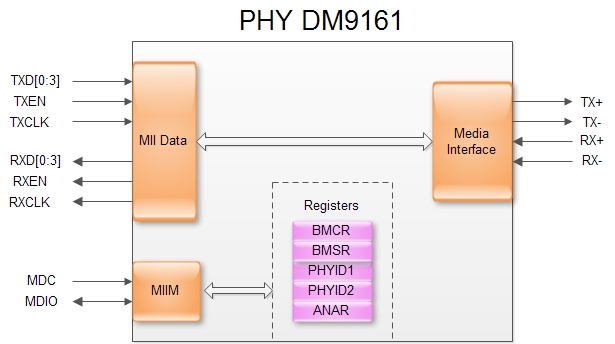 PHY DM9161
TXD[0:3]
TXEN
TXCLK
RXD[0:3]
RXEN
RXCLK
MII Data
Media
Interface
TX+
TX-
RX+
RX-
Registers
BMCR
BMSR
PHYID1
PHYID2
ANAR
MDC
MDIO
MIIM